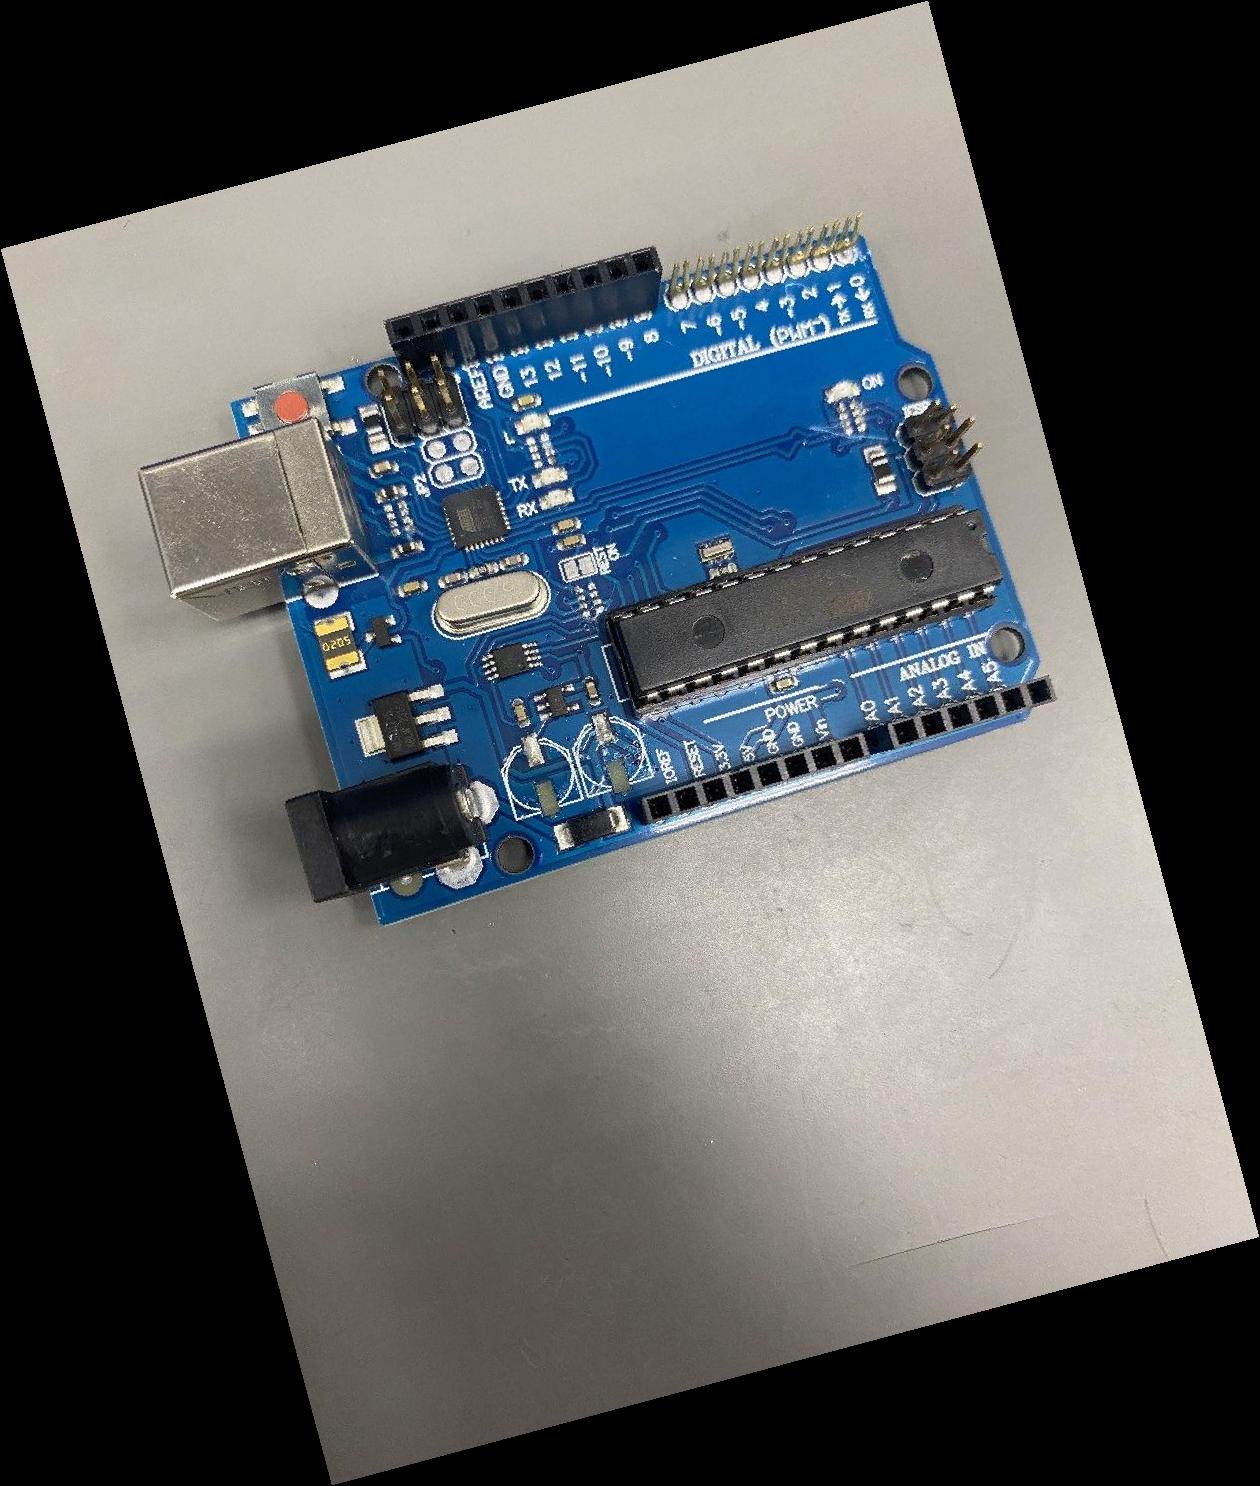 AREF
GND
13
12
~11
~10
~9
8
7
~6
~5
4
~3
2
TX→1
RX←0
DIGITAL (PWM~)
ON
L
TX
RX
JP2
5020
ANALOG IN
POWER
IOREF
RESET
3.3V
5V
GND
GND
Vin
A0
A1
A2
A3
A4
A5